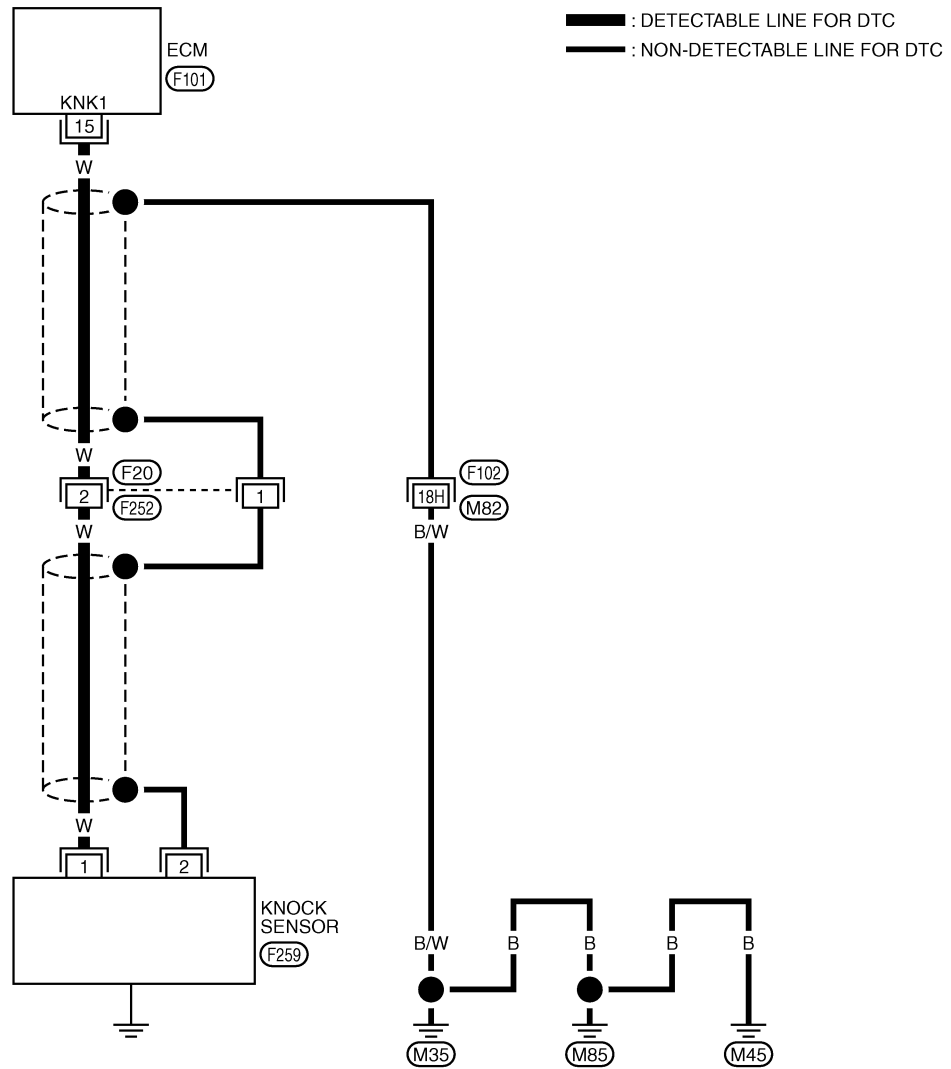 : DETECTABLE LINE FOR DTC
: NON-DETECTABLE LINE FOR DTC
ECM
F101
KNK1
15
W
W
F20
2
F252
1
F102
18H
M82
W
B/W
W
1
2
KNOCK
SENSOR
F259
B/W
B
B
B
B
M35
M85
M45